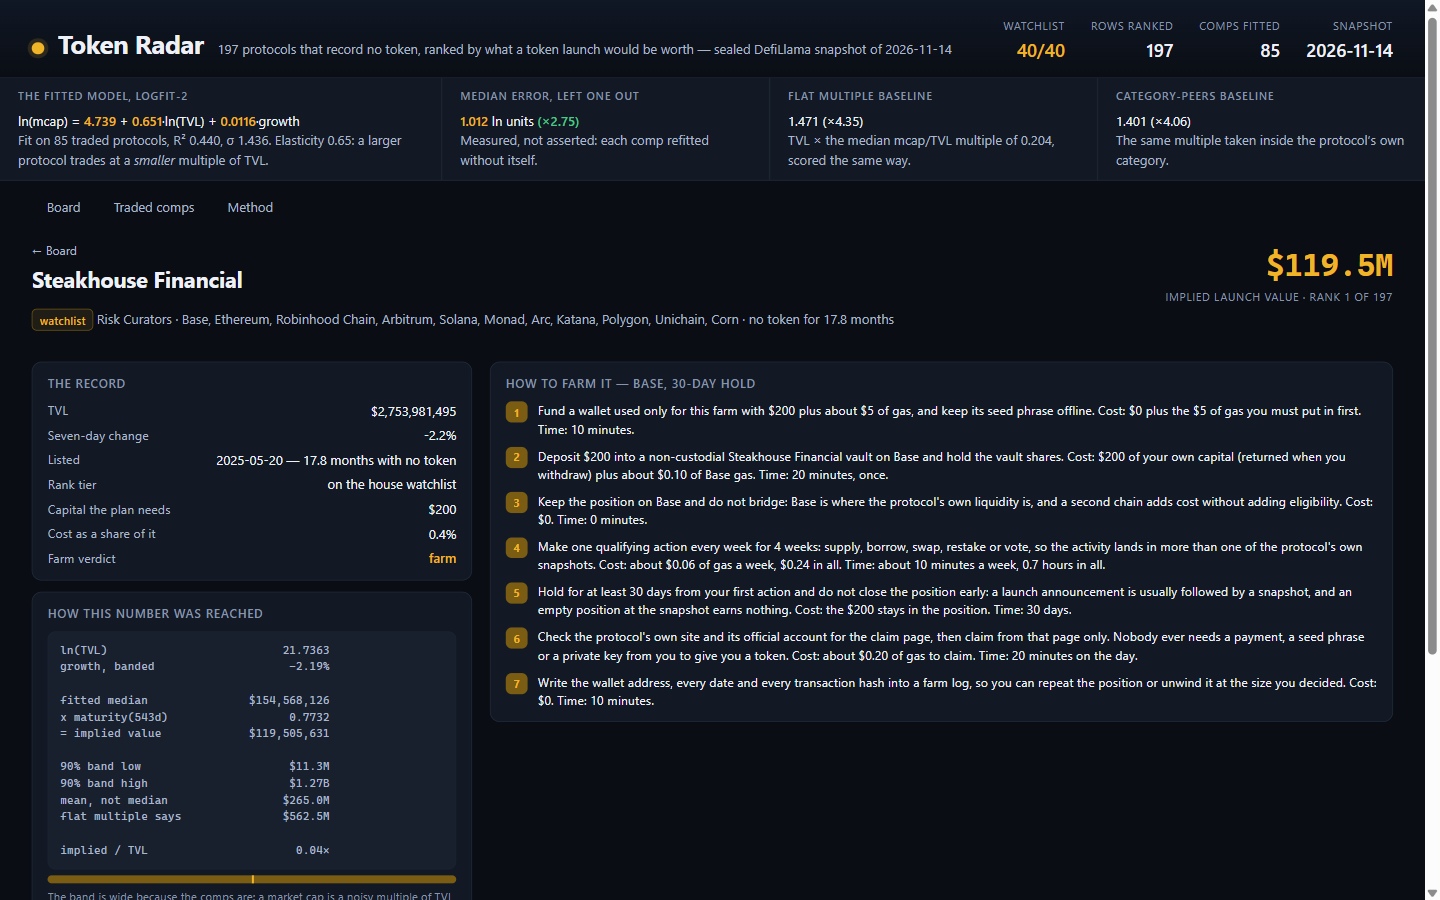 Token Radar
197 protocols that record no token, ranked by what a token launch would be worth — sealed DefiLlama snapshot of 2026-11-14
WATCHLIST
40/40
ROWS RANKED
197
COMPS FITTED
85
SNAPSHOT
2026-11-14
THE FITTED MODEL, LOGFIT-2
ln(mcap) = 4.739 + 0.651·ln(TVL) + 0.0116·growth
Fit on 85 traded protocols, R² 0.440, σ 1.436. Elasticity 0.65: a larger
protocol trades at a smaller multiple of TVL.
MEDIAN ERROR, LEFT ONE OUT
1.012 ln units (×2.75)
Measured, not asserted: each comp refitted
without itself.
FLAT MULTIPLE BASELINE
1.471 (×4.35)
TVL × the median mcap/TVL multiple of 0.204,
scored the same way.
CATEGORY-PEERS BASELINE
1.401 (×4.06)
The same multiple taken inside the protocol's own
category.
Board
Traded comps
Method
← Board
Steakhouse Financial
$119.5M
IMPLIED LAUNCH VALUE · RANK 1 OF 197
watchlist Risk Curators · Base, Ethereum, Robinhood Chain, Arbitrum, Solana, Monad, Arc, Katana, Polygon, Unichain, Corn · no token for 17.8 months
THE RECORD
TVL $2,753,981,495
Seven-day change -2.2%
Listed 2025-05-20 — 17.8 months with no token
Rank tier on the house watchlist
Capital the plan needs $200
Cost as a share of it 0.4%
Farm verdict farm
HOW THIS NUMBER WAS REACHED
ln(TVL) 21.7363
growth, banded −2.19%
fitted median $154,568,126
x maturity(543d) 0.7732
= implied value $119,505,631
90% band low $11.3M
90% band high $1.27B
mean, not median $265.0M
flat multiple says $562.5M
implied / TVL 0.04×
The band is wide because the comps are: a market cap is a noisy multiple of TVL
HOW TO FARM IT — BASE, 30-DAY HOLD
1 Fund a wallet used only for this farm with $200 plus about $5 of gas, and keep its seed phrase offline. Cost: $0 plus the $5 of gas you must put in first.
Time: 10 minutes.
2 Deposit $200 into a non-custodial Steakhouse Financial vault on Base and hold the vault shares. Cost: $200 of your own capital (returned when you
withdraw) plus about $0.10 of Base gas. Time: 20 minutes, once.
3 Keep the position on Base and do not bridge: Base is where the protocol's own liquidity is, and a second chain adds cost without adding eligibility. Cost:
$0. Time: 0 minutes.
4 Make one qualifying action every week for 4 weeks: supply, borrow, swap, restake or vote, so the activity lands in more than one of the protocol's own
snapshots. Cost: about $0.06 of gas a week, $0.24 in all. Time: about 10 minutes a week, 0.7 hours in all.
5 Hold for at least 30 days from your first action and do not close the position early: a launch announcement is usually followed by a snapshot, and an
empty position at the snapshot earns nothing. Cost: the $200 stays in the position. Time: 30 days.
6 Check the protocol's own site and its official account for the claim page, then claim from that page only. Nobody ever needs a payment, a seed phrase
or a private key from you to give you a token. Cost: about $0.20 of gas to claim. Time: 20 minutes on the day.
7 Write the wallet address, every date and every transaction hash into a farm log, so you can repeat the position or unwind it at the size you decided. Cost:
$0. Time: 10 minutes.